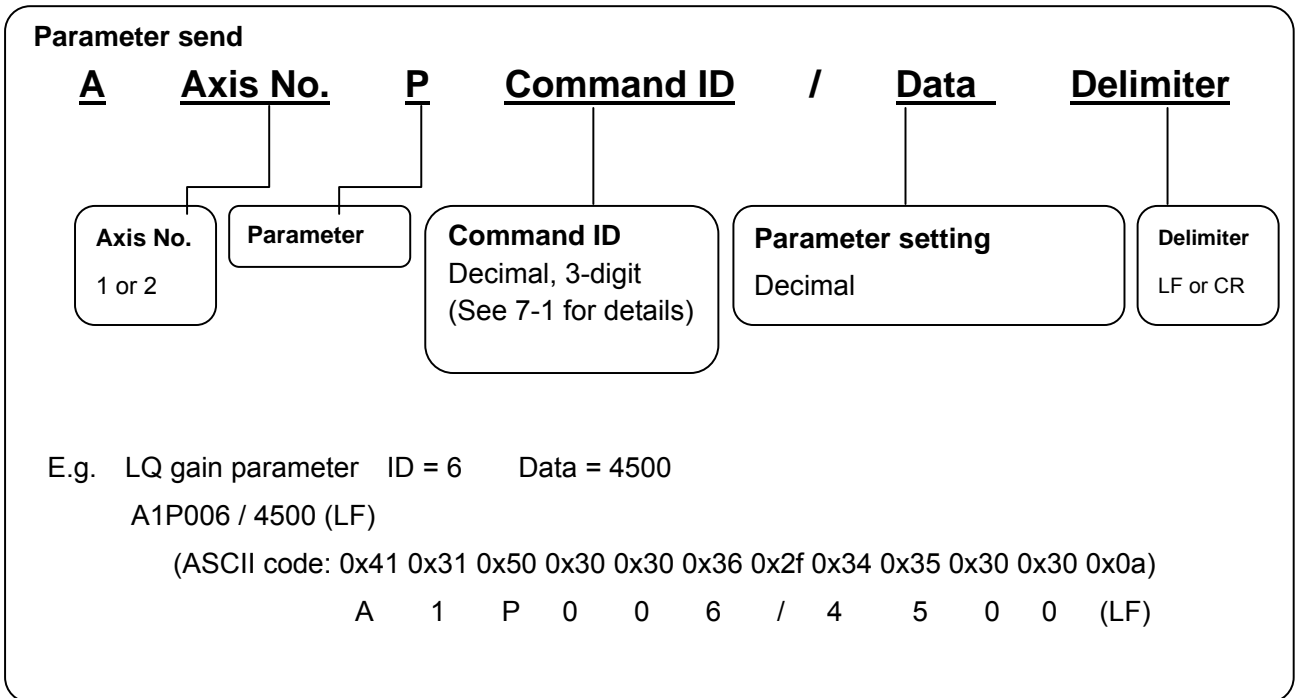 Parameter send
A Axis No. P Command ID / Data Delimiter
Axis No.
1 or 2
Parameter
Command ID
Decimal, 3-digit
(See 7-1 for details)
Parameter setting
Decimal
Delimiter
LF or CR
E.g. LQ gain parameter ID = 6 Data = 4500
A1P006 / 4500 (LF)
(ASCII code: 0x41 0x31 0x50 0x30 0x30 0x36 0x2f 0x34 0x35 0x30 0x30 0x0a)
A 1 P 0 0 6 / 4 5 0 0 (LF)